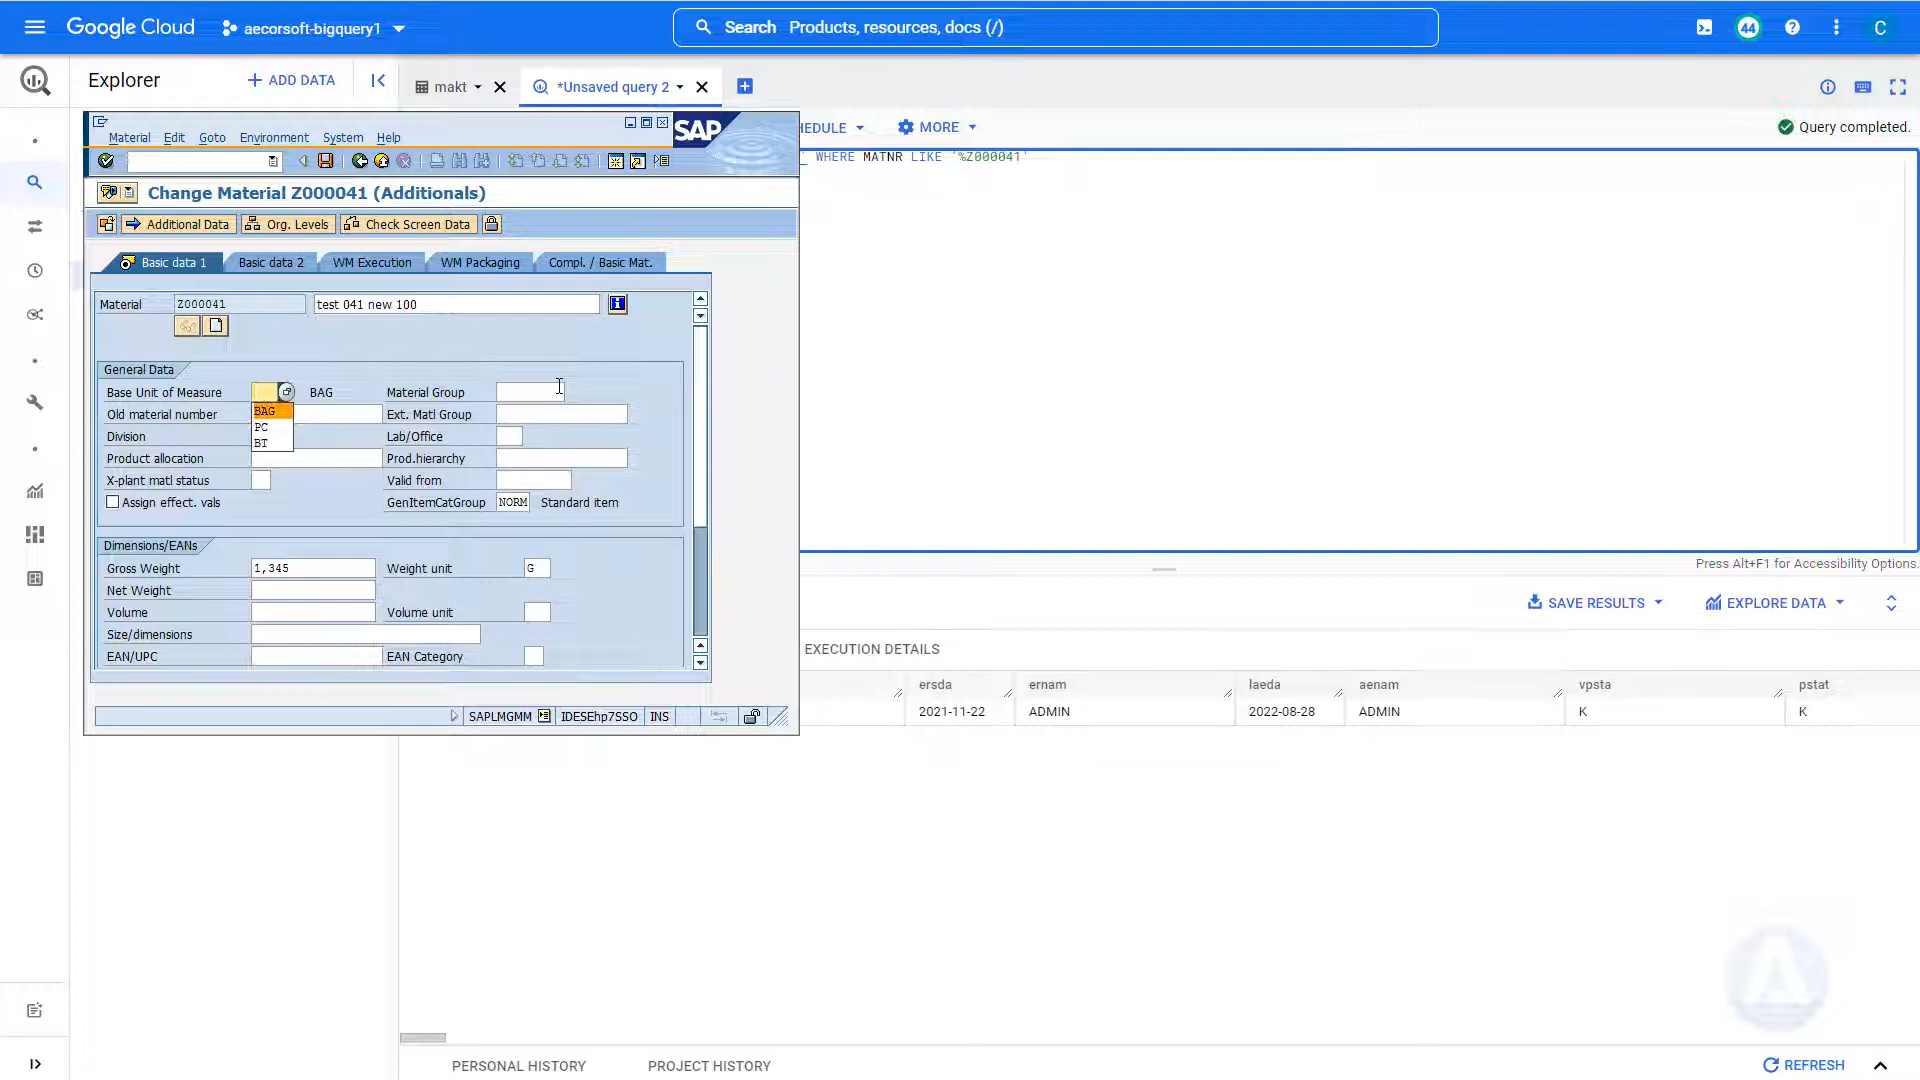 Google Cloud
aecorsoft-bigquery1
Search Products, resources, docs (/)
44
C
Explorer
ADD DATA
makt
*Unsaved query 2
Material Edit Goto Environment System Help
SAP
HEDULE
MORE
Query completed.
WHERE MATNR LIKE '%Z000041'
Change Material Z000041 (Additionals)
Additional Data
Org. Levels
Check Screen Data
Basic data 1
Basic data 2
WM Execution
WM Packaging
Compl. / Basic Mat.
Material Z000041 test 041 new 100
General Data
Base Unit of Measure BAG Material Group
BAG
PC
BT
Old material number Ext. Matl Group
Division Lab/Office
Product allocation Prod.hierarchy
X-plant matl status Valid from
Assign effect. vals GenItemCatGroup NORM Standard item
Dimensions/EANs
Gross Weight 1,345 Weight unit G
Net Weight
Volume Volume unit
Size/dimensions
EAN/UPC EAN Category
SAPLMGMM IDESEhp7SSO INS
Press Alt+F1 for Accessibility Options.
SAVE RESULTS
EXPLORE DATA
EXECUTION DETAILS
ersda ernam laeda aenam vpsta pstat
2021-11-22 ADMIN 2022-08-28 ADMIN K K
PERSONAL HISTORY
PROJECT HISTORY
REFRESH